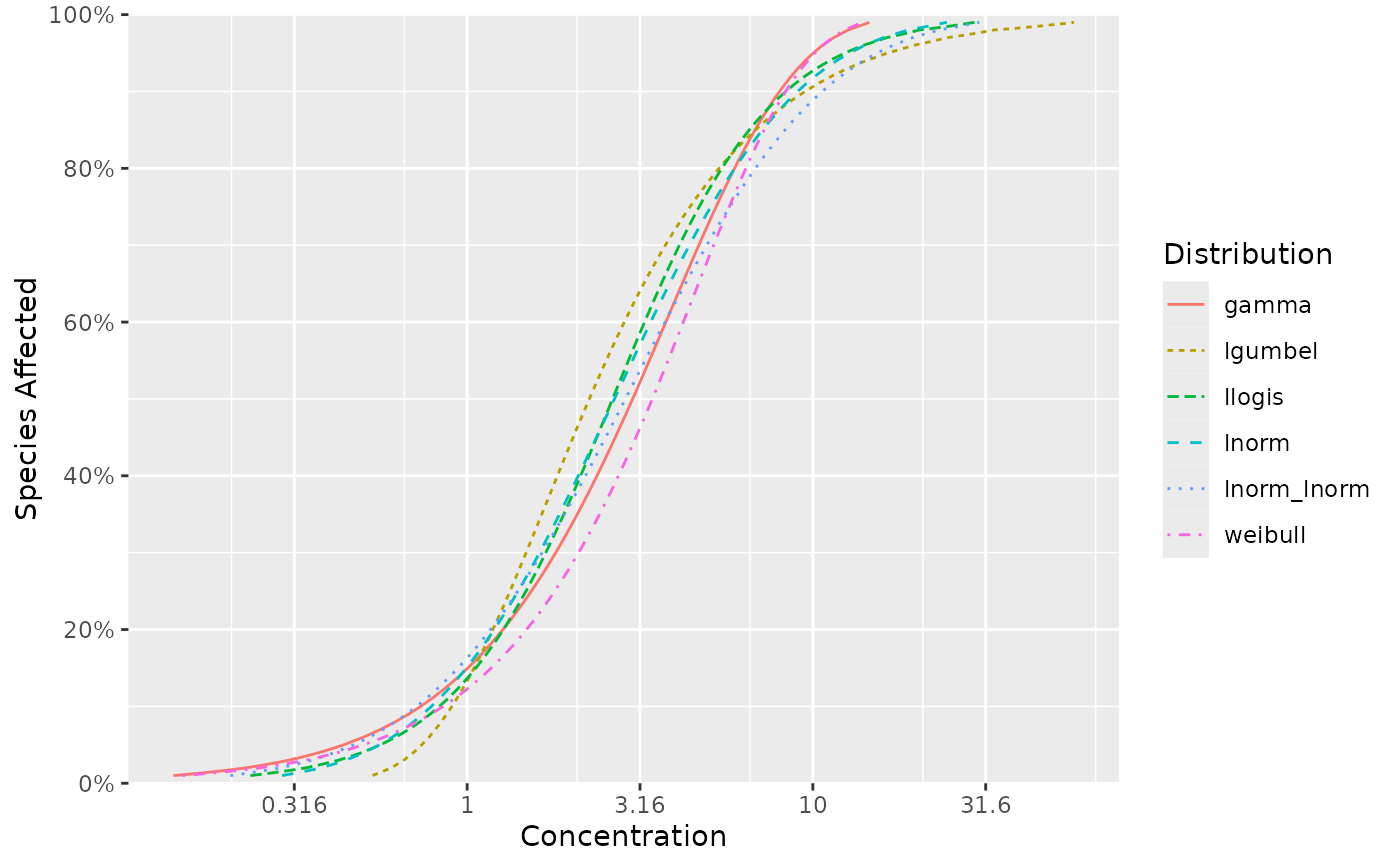 100%
80%
60%
40%
20%
0%
Species Affected
0.316
1
3.16
10
31.6
Concentration
Distribution
gamma
lgumbel
llogis
lnorm
lnorm_lnorm
weibull